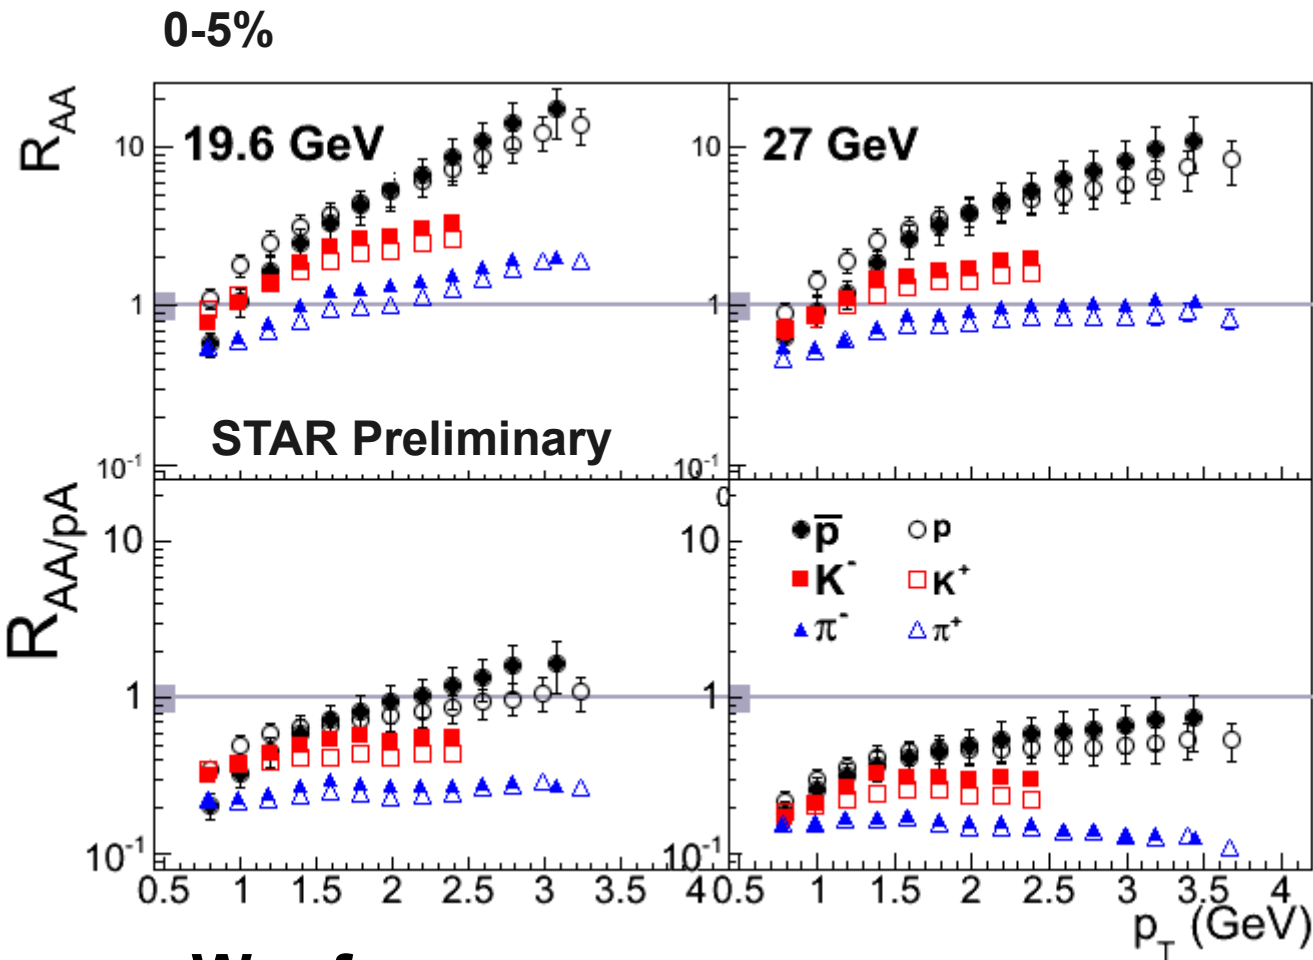 0-5%
R_AA
10
1
10^-1
19.6 GeV
STAR Preliminary
10
1
10^-1
27 GeV
R_AA/pA
10
1
10^-1
0
10
1
10^-1
p̅ p
K^- K^+
π^- π^+
0.5 1 1.5 2 2.5 3 3.5 4 0.5 1 1.5 2 2.5 3 3.5 4
p_T (GeV)